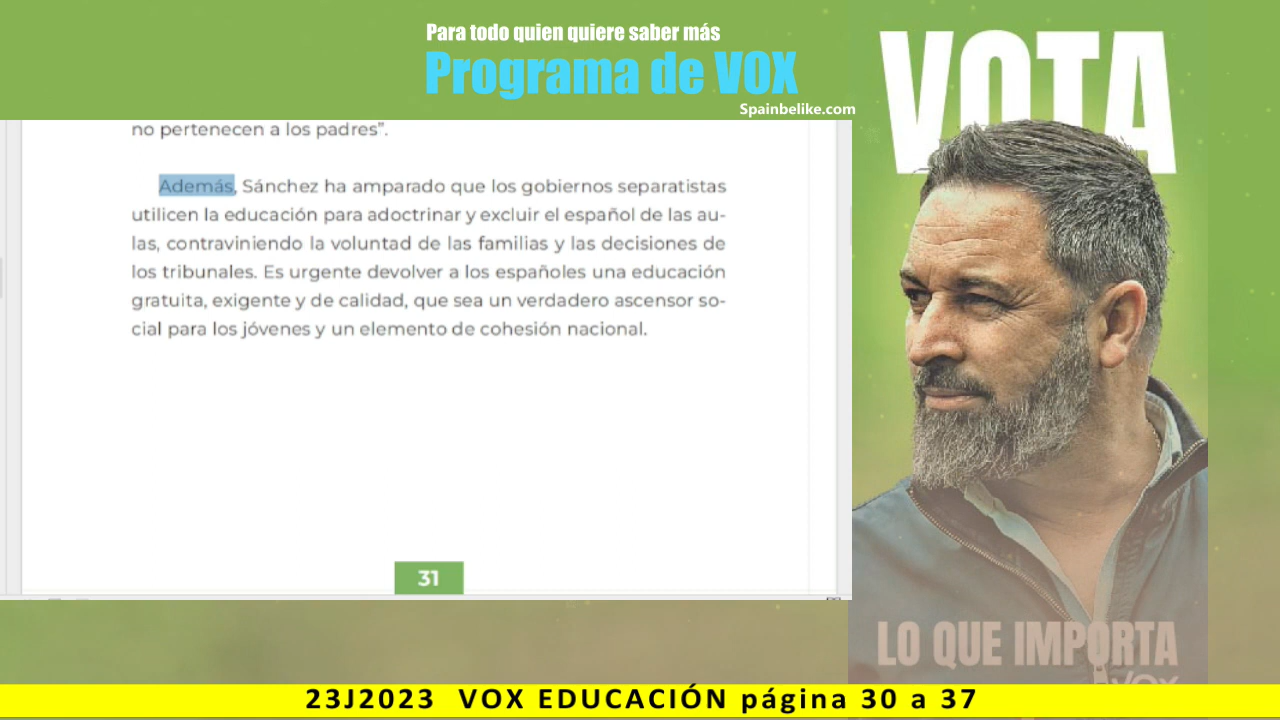 Para todo quien quiere saber más
Programa de VOX
Spainbelike.com
VOTA
no pertenecen a los padres”.
Además, Sánchez ha amparado que los gobiernos separatistas
utilicen la educación para adoctrinar y excluir el español de las au-
las, contraviniendo la voluntad de las familias y las decisiones de
los tribunales. Es urgente devolver a los españoles una educación
gratuita, exigente y de calidad, que sea un verdadero ascensor so-
cial para los jóvenes y un elemento de cohesión nacional.
31
LO QUE IMPORTA
VOX
23J2023 VOX EDUCACIÓN página 30 a 37